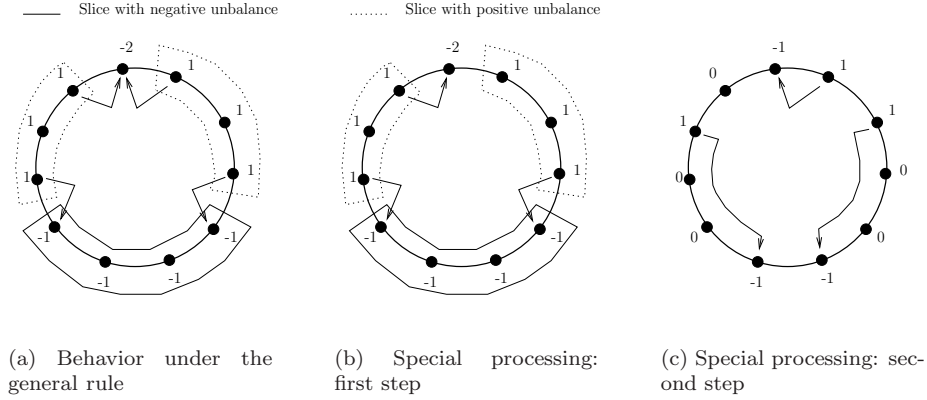 Slice with negative unbalance Slice with positive unbalance
-2 1 1 1 1 1 1 -1 -1 -1 -1
-2 1 1 1 1 1 1 -1 -1 -1 -1
-1 1 0 1 1 0 0 0 0 -1 -1
(a) Behavior under the
general rule
(b) Special processing:
first step
(c) Special processing: sec-
ond step